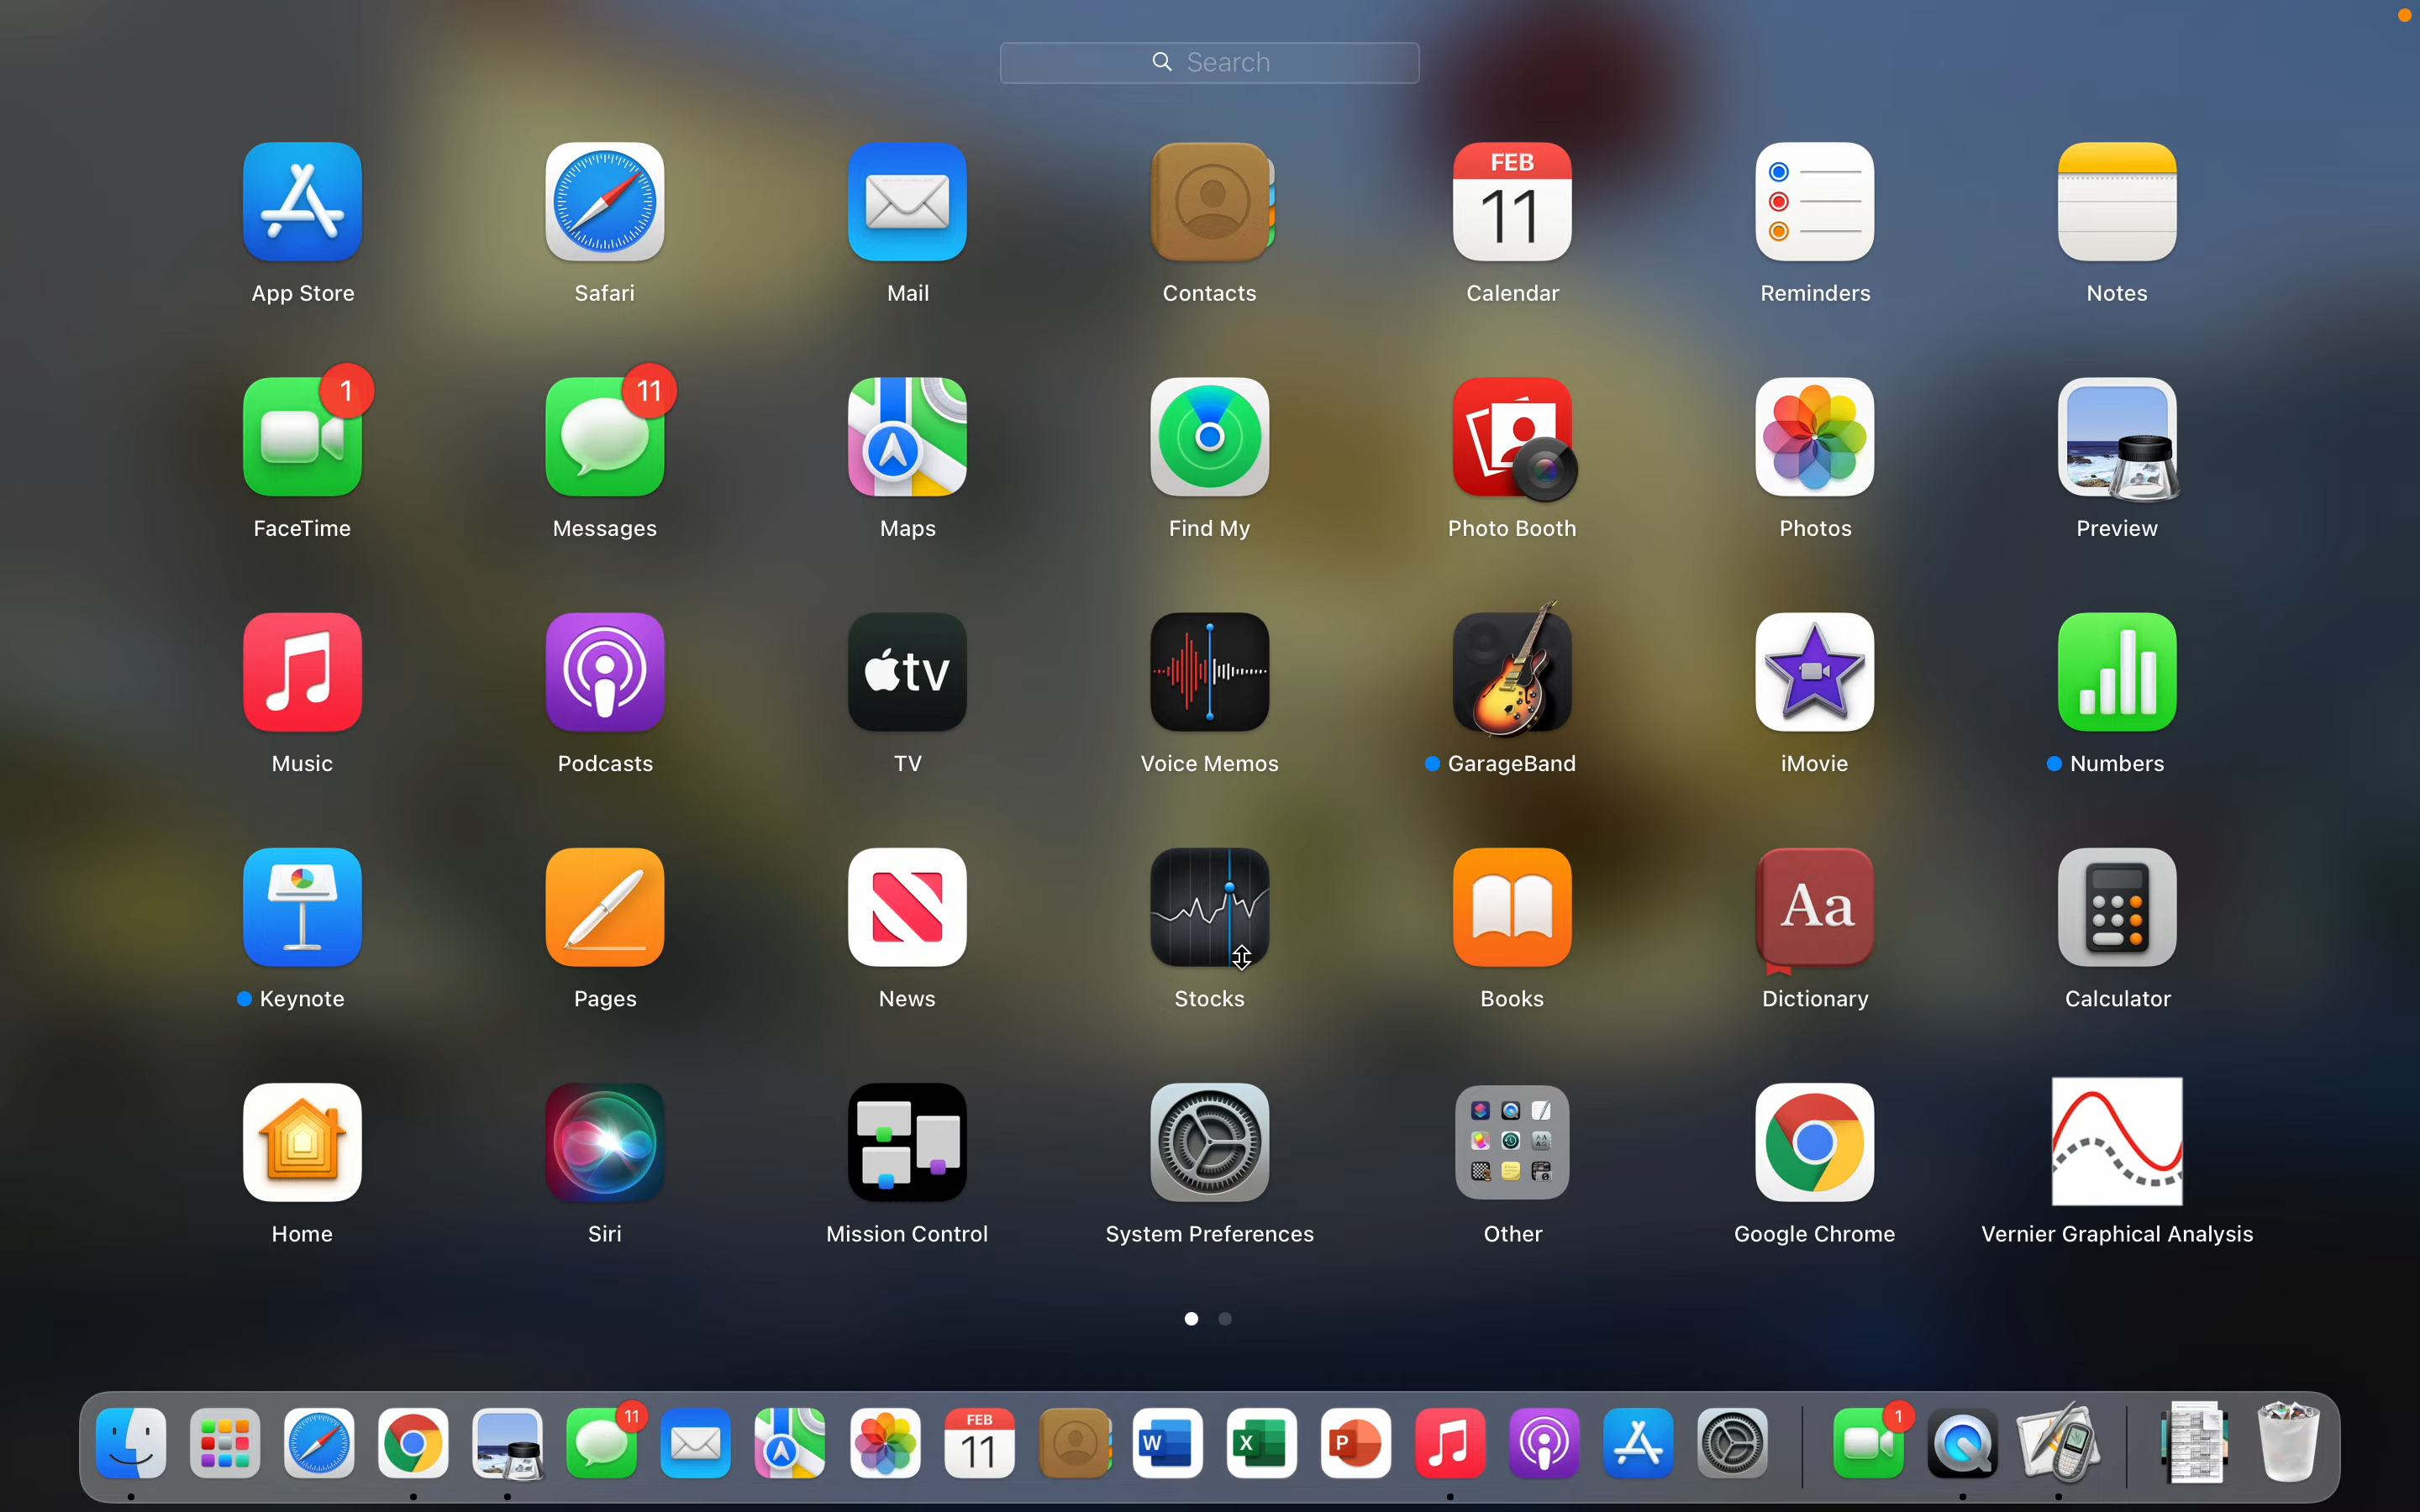 Search
FEB
11
App Store
Safari
Mail
Contacts
Calendar
Reminders
Notes
1
11
FaceTime
Messages
Maps
Find My
Photo Booth
Photos
Preview
tv
Music
Podcasts
TV
Voice Memos
GarageBand
iMovie
Numbers
Aa
Keynote
Pages
News
Stocks
Books
Dictionary
Calculator
Home
Siri
Mission Control
System Preferences
Other
Google Chrome
Vernier Graphical Analysis
11
FEB
11
W
X
P
1